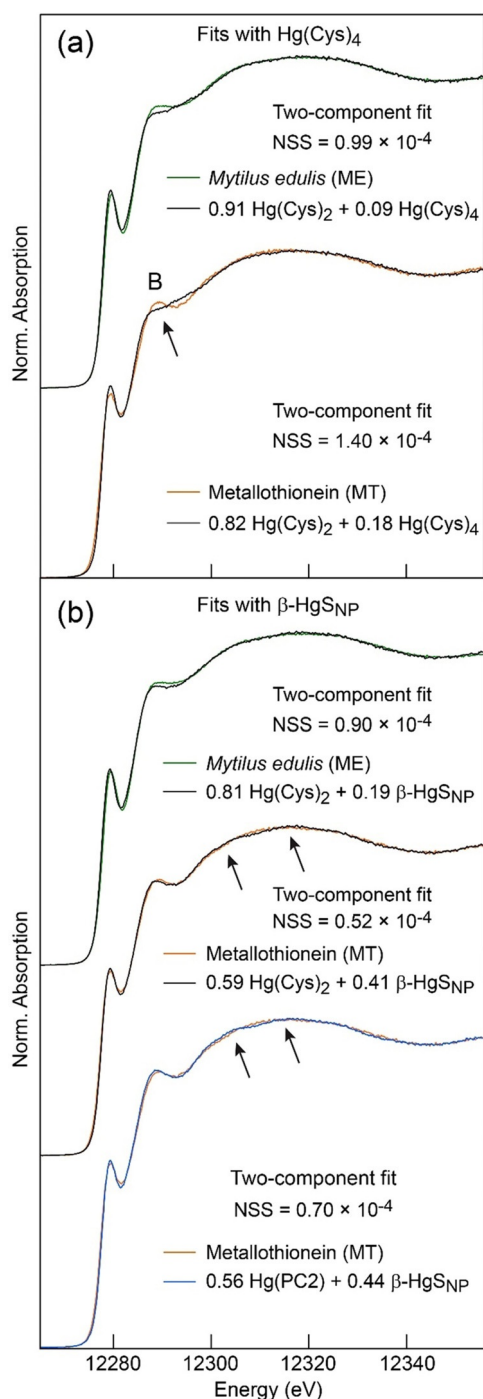 (a)
Fits with Hg(Cys)₄
Two-component fit
NSS = 0.99 × 10⁻⁴
Mytilus edulis (ME)
0.91 Hg(Cys)₂ + 0.09 Hg(Cys)₄
B
Two-component fit
NSS = 1.40 × 10⁻⁴
Metallothionein (MT)
0.82 Hg(Cys)₂ + 0.18 Hg(Cys)₄
Norm. Absorption
(b)
Fits with β-HgS_NP
Two-component fit
NSS = 0.90 × 10⁻⁴
Mytilus edulis (ME)
0.81 Hg(Cys)₂ + 0.19 β-HgS_NP
Two-component fit
NSS = 0.52 × 10⁻⁴
Metallothionein (MT)
0.59 Hg(Cys)₂ + 0.41 β-HgS_NP
Two-component fit
NSS = 0.70 × 10⁻⁴
Metallothionein (MT)
0.56 Hg(PC2) + 0.44 β-HgS_NP
Norm. Absorption
12280 12300 12320 12340
Energy (eV)